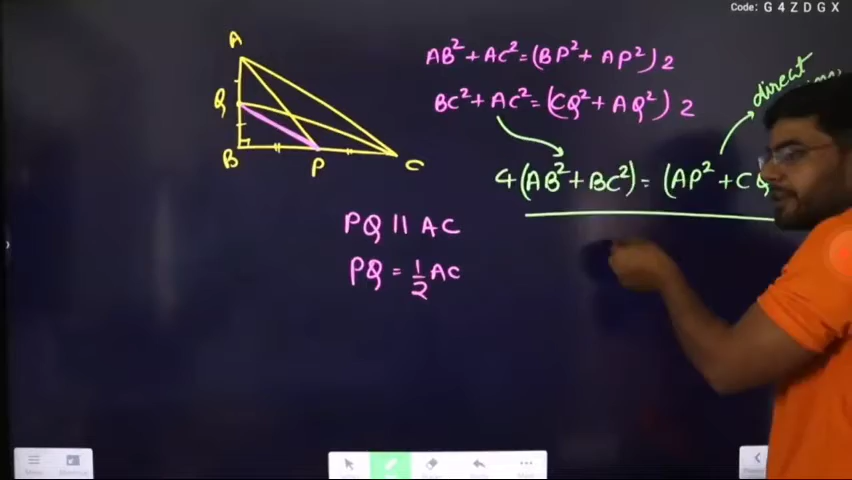 Code: G 4 Z D G X
A
Q
B
P
C
AB² + AC² = (BP² + AP²) 2
BC² + AC² = (CQ² + AQ²) 2
direct
4(AB² + BC²) = (AP² + CQ
PQ || AC
PQ = 1/2 AC